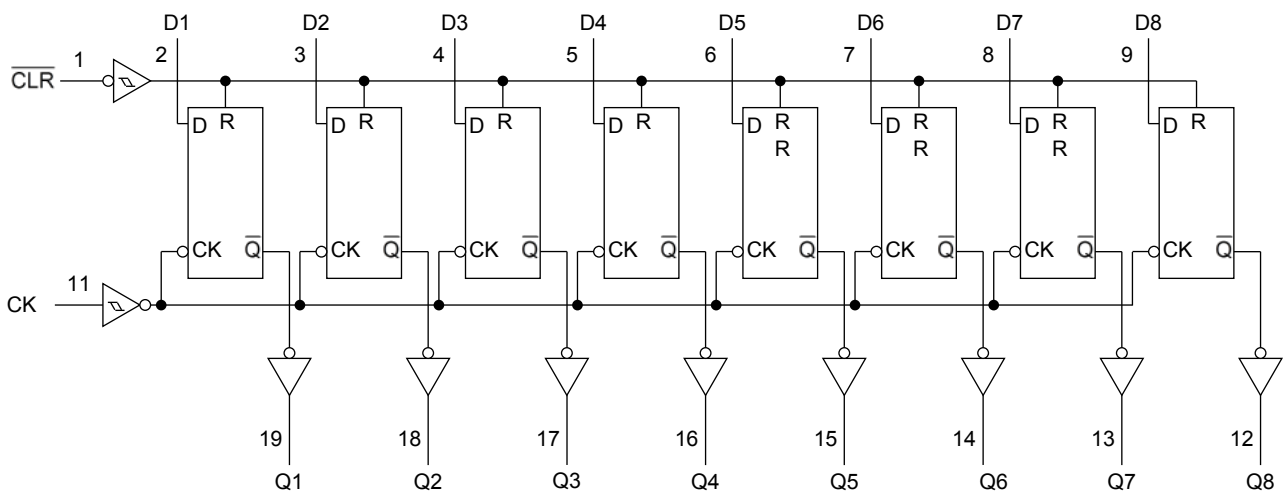 D1 D2 D3 D4 D5 D6 D7 D8
1 2 3 4 5 6 7 8 9
C̅L̅R̅
D R D R D R D R D R D R D R D R
R R R
CK Q̅ CK Q̅ CK Q̅ CK Q̅ CK Q̅ CK Q̅ CK Q̅ CK Q̅
11
CK
19 18 17 16 15 14 13 12
Q1 Q2 Q3 Q4 Q5 Q6 Q7 Q8